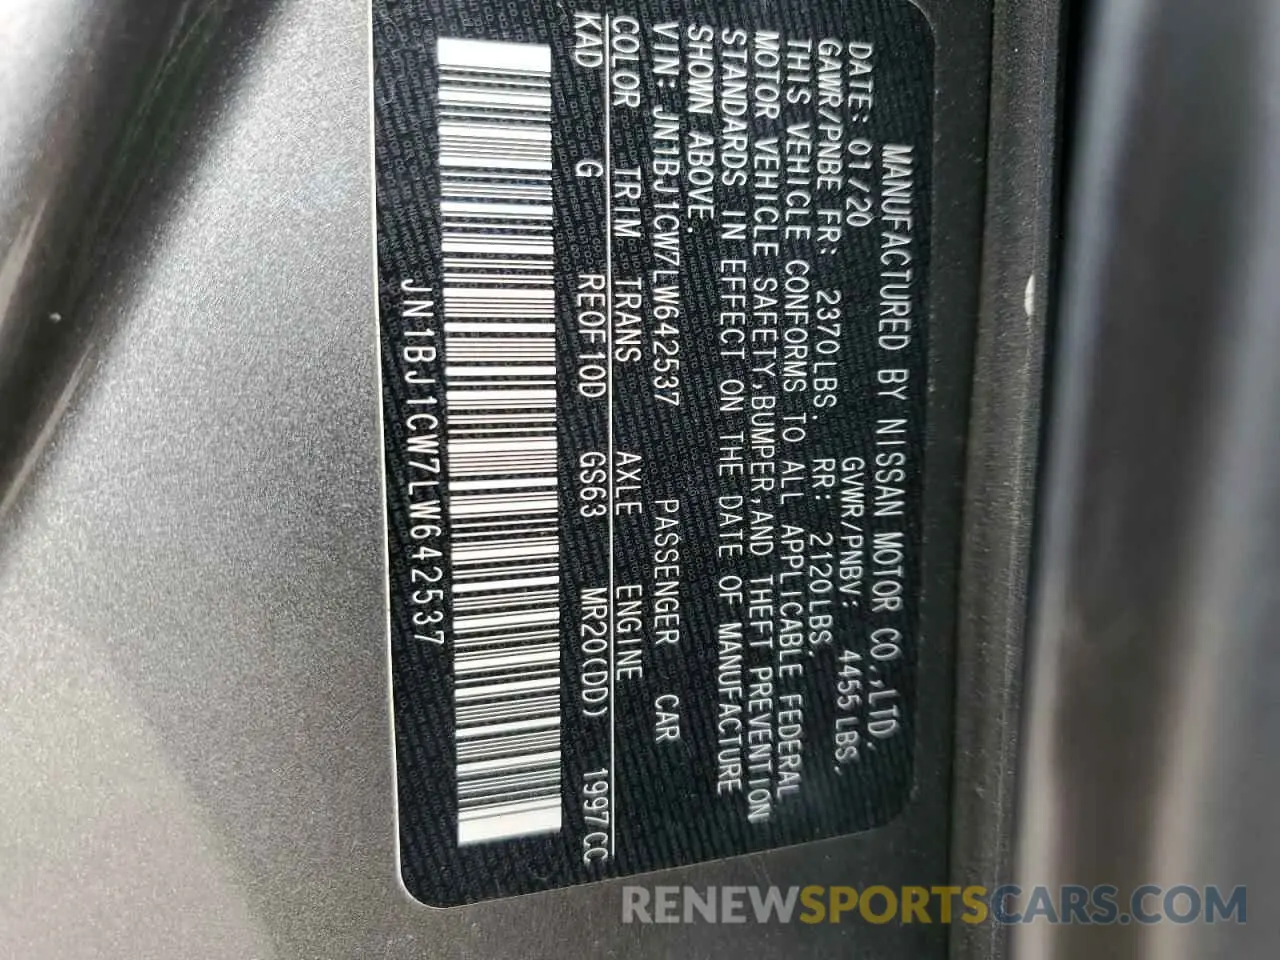 MANUFACTURED BY NISSAN MOTOR CO.,LTD.
DATE: 01/20 GVWR/PNBV: 4455 LBS.
GAWR/PNBE FR: 2370LBS. RR: 2120LBS.
THIS VEHICLE CONFORMS TO ALL APPLICABLE FEDERAL
MOTOR VEHICLE SAFETY,BUMPER,AND THEFT PREVENTION
STANDARDS IN EFFECT ON THE DATE OF MANUFACTURE
SHOWN ABOVE.
VIN: JN1BJ1CW7LW642537 PASSENGER CAR
COLOR TRIM TRANS AXLE ENGINE
KAD G RE0F10D GS63 MR20(DD) 1997CC
JN1BJ1CW7LW642537
RENEWSPORTSCARS.COM